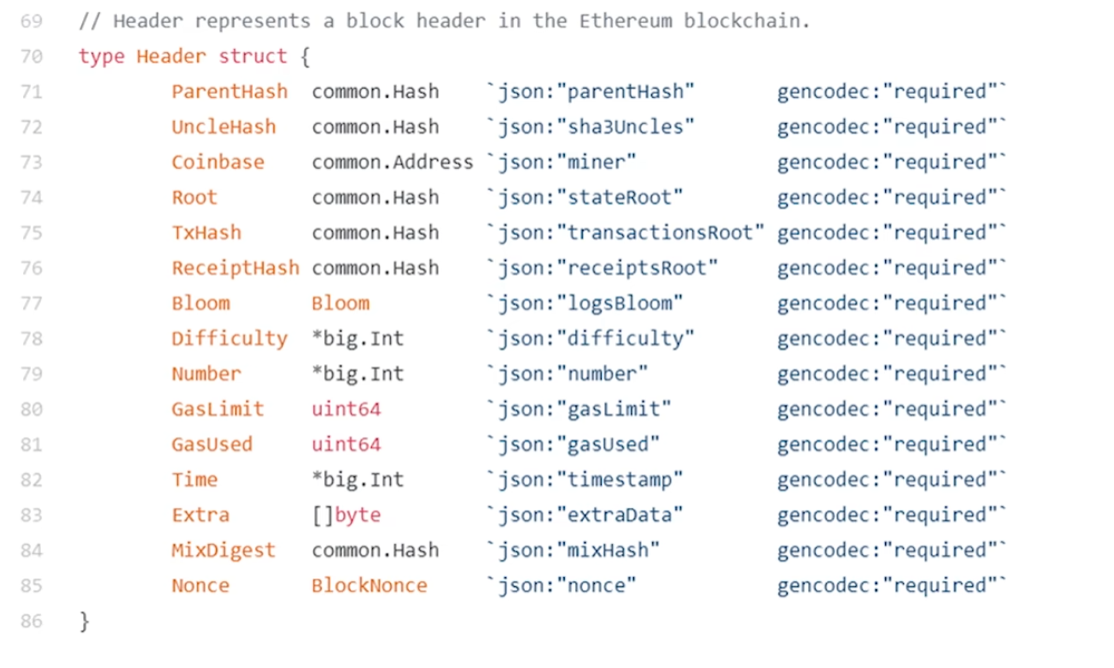 69 // Header represents a block header in the Ethereum blockchain.
70 type Header struct {
71 ParentHash common.Hash `json:"parentHash" gencodec:"required"`
72 UncleHash common.Hash `json:"sha3Uncles" gencodec:"required"`
73 Coinbase common.Address `json:"miner" gencodec:"required"`
74 Root common.Hash `json:"stateRoot" gencodec:"required"`
75 TxHash common.Hash `json:"transactionsRoot" gencodec:"required"`
76 ReceiptHash common.Hash `json:"receiptsRoot" gencodec:"required"`
77 Bloom Bloom `json:"logsBloom" gencodec:"required"`
78 Difficulty *big.Int `json:"difficulty" gencodec:"required"`
79 Number *big.Int `json:"number" gencodec:"required"`
80 GasLimit uint64 `json:"gasLimit" gencodec:"required"`
81 GasUsed uint64 `json:"gasUsed" gencodec:"required"`
82 Time *big.Int `json:"timestamp" gencodec:"required"`
83 Extra []byte `json:"extraData" gencodec:"required"`
84 MixDigest common.Hash `json:"mixHash" gencodec:"required"`
85 Nonce BlockNonce `json:"nonce" gencodec:"required"`
86 }